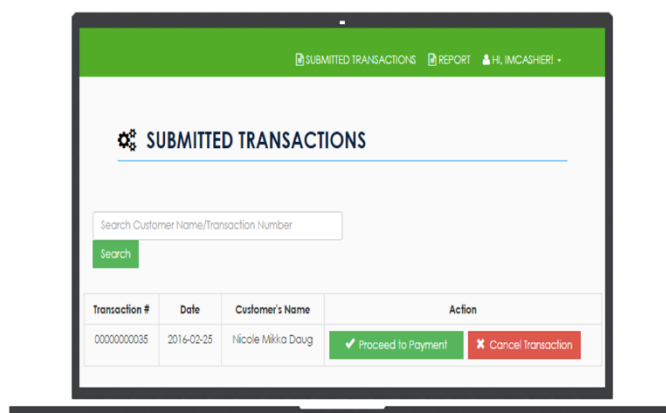 SUBMITTED TRANSACTIONS REPORT HI, IMCASHIER!
SUBMITTED TRANSACTIONS
Search Customer Name/Transaction Number
Search
Transaction # Date Customer's Name Action
00000000035 2016-02-25 Nicole Mikka Daug Proceed to Payment Cancel Transaction